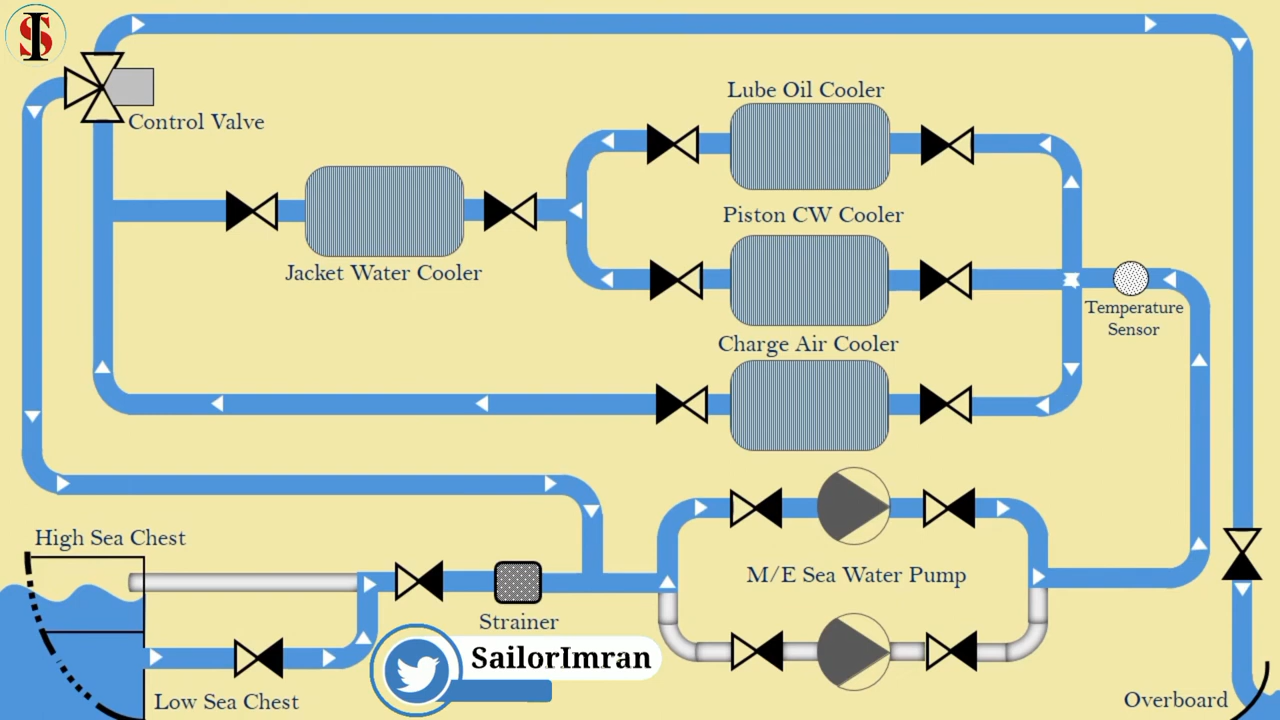 SI
Control Valve
Lube Oil Cooler
Piston CW Cooler
Jacket Water Cooler
Temperature
Sensor
Charge Air Cooler
High Sea Chest
M/E Sea Water Pump
Strainer
SailorImran
Low Sea Chest
Overboard